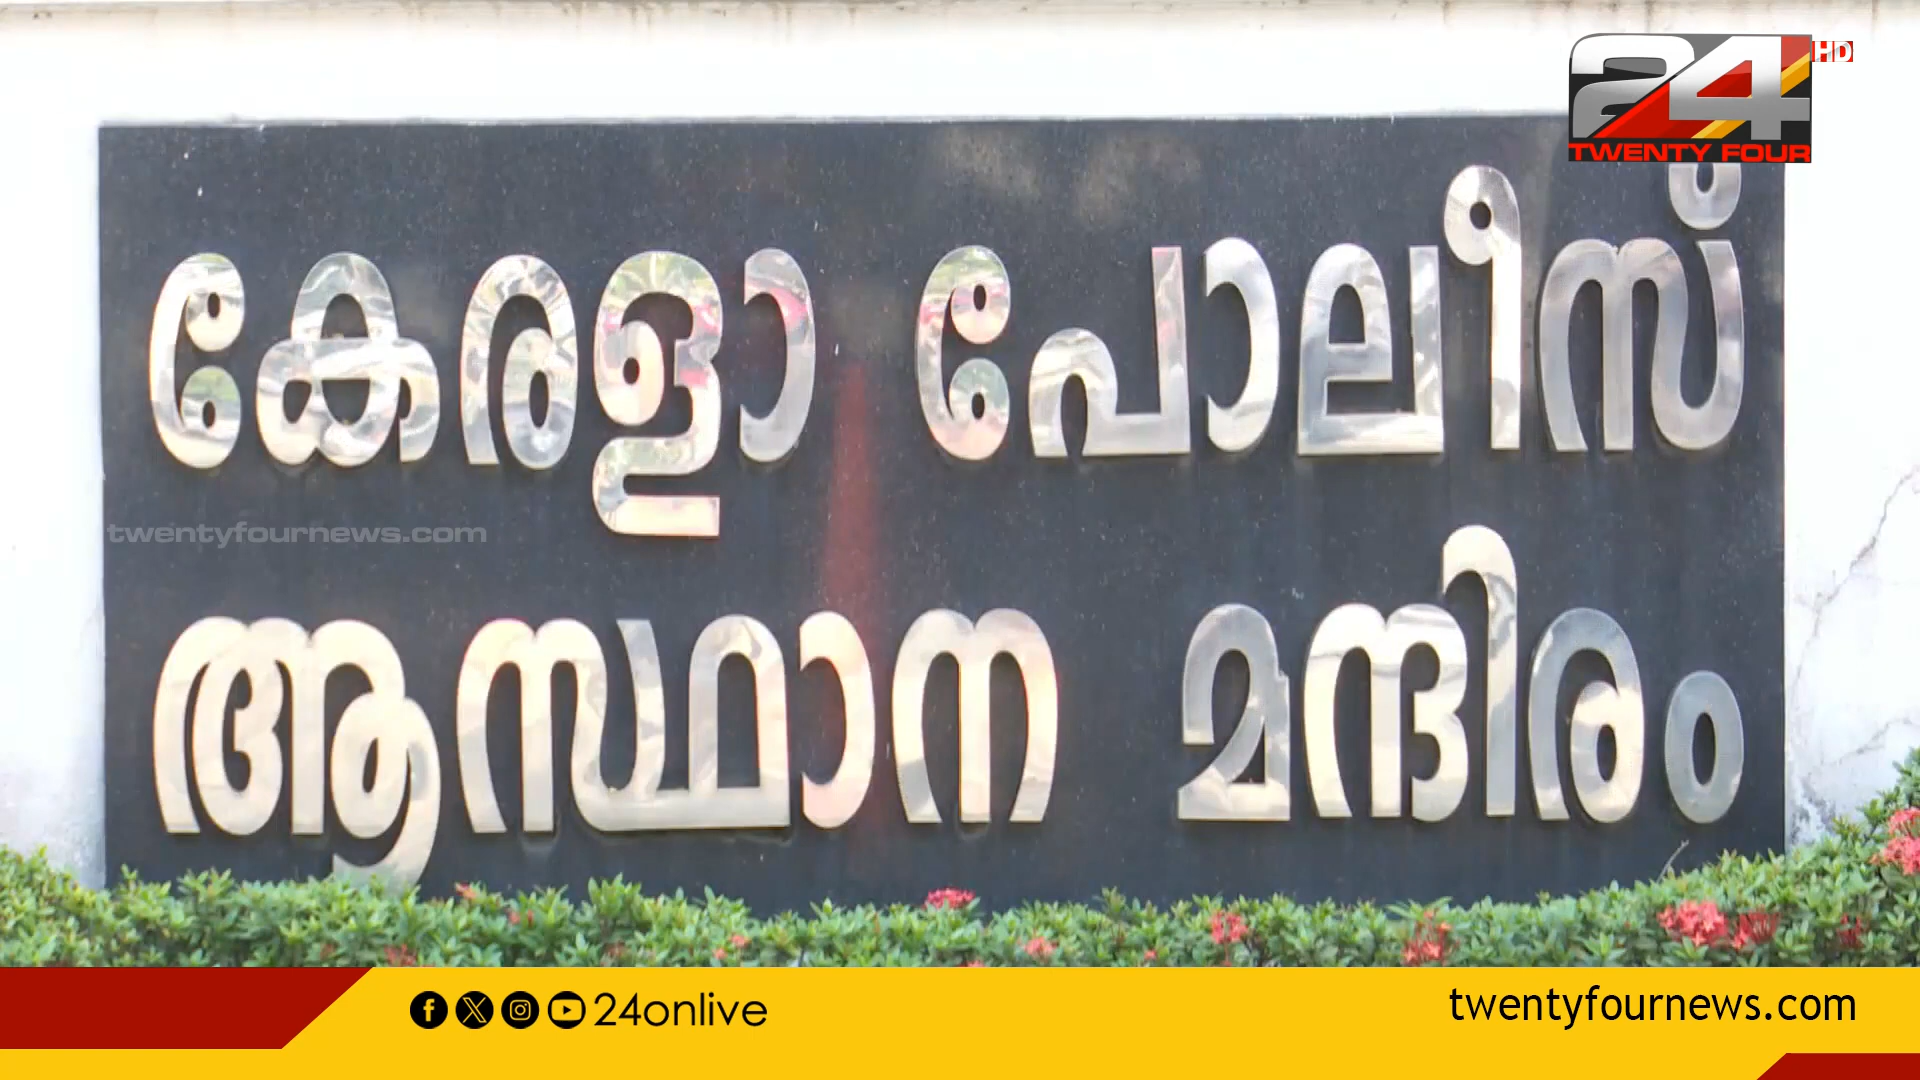 24 HD
TWENTY FOUR
കേരളാ പോലീസ്
twentyfournews.com
ആസ്ഥാന മന്ദിരം
24onlive
twentyfournews.com